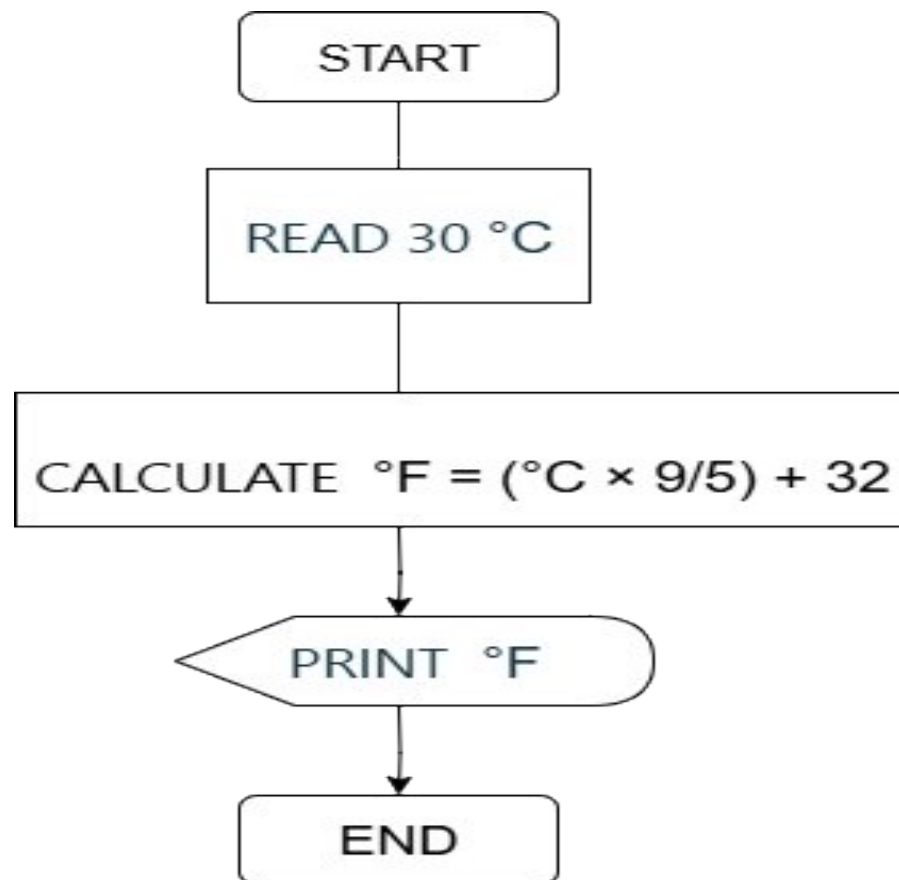 START
READ 30 °C
CALCULATE °F = (°C × 9/5) + 32
PRINT °F
END